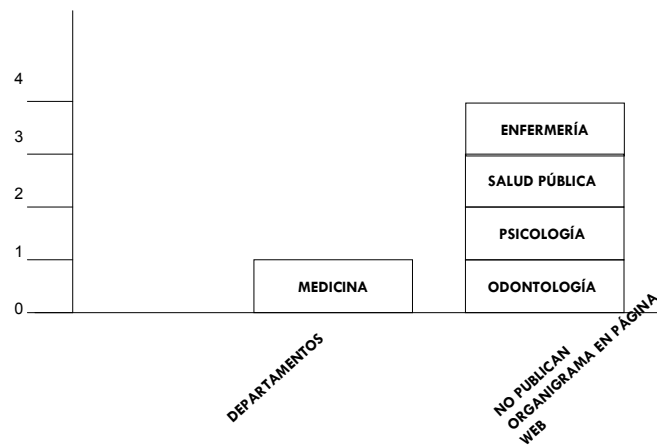 4
3
2
1
0
ENFERMERÍA
SALUD PÚBLICA
PSICOLOGÍA
MEDICINA
ODONTOLOGÍA
DEPARTAMENTOS
NO PUBLICAN
ORGANIGRAMA EN PÁGINA
WEB